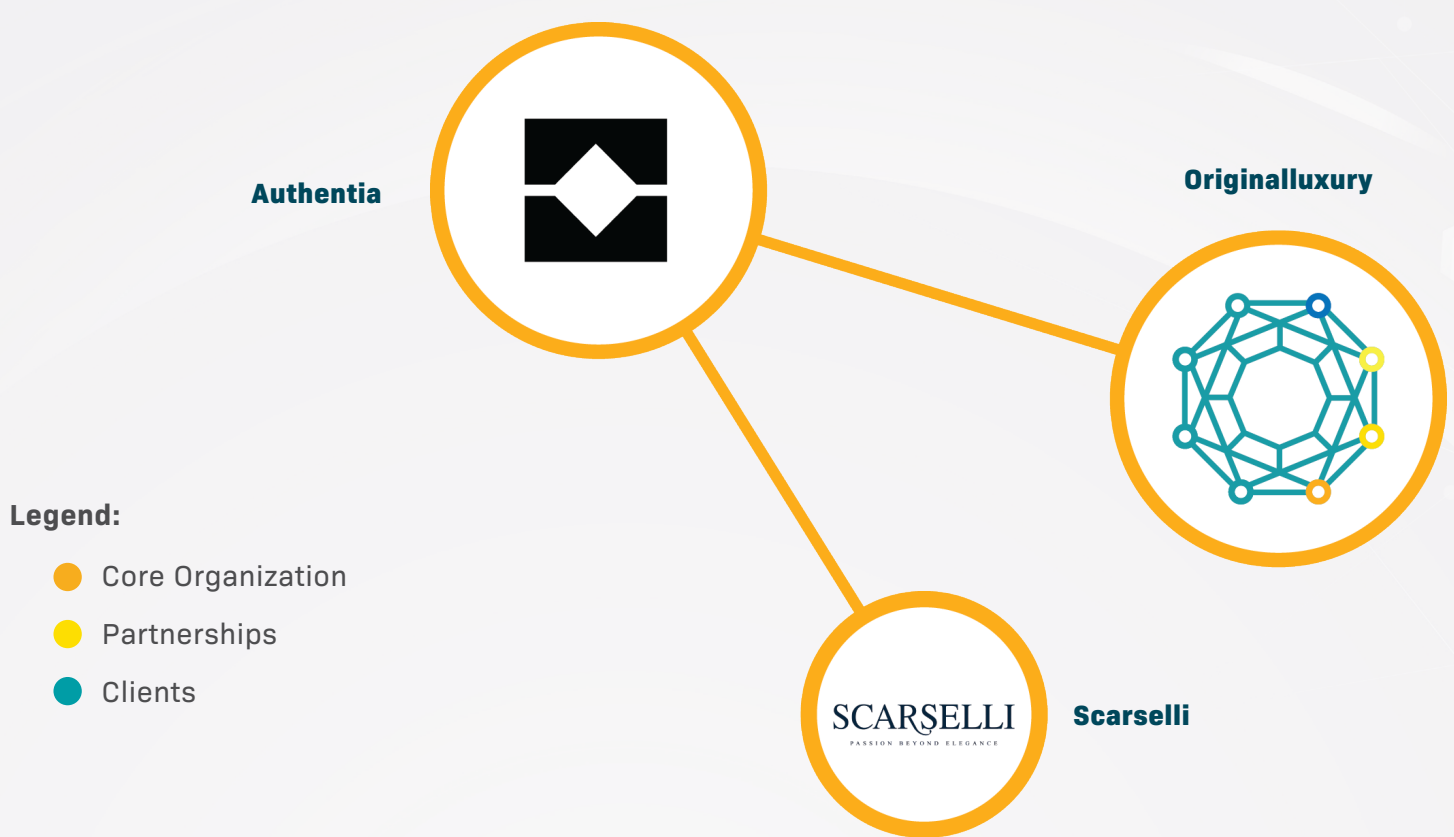 Authentia
Originalluxury
Legend:
Core Organization
Partnerships
Clients
SCARSELLI
PASSION BEYOND ELEGANCE
Scarselli